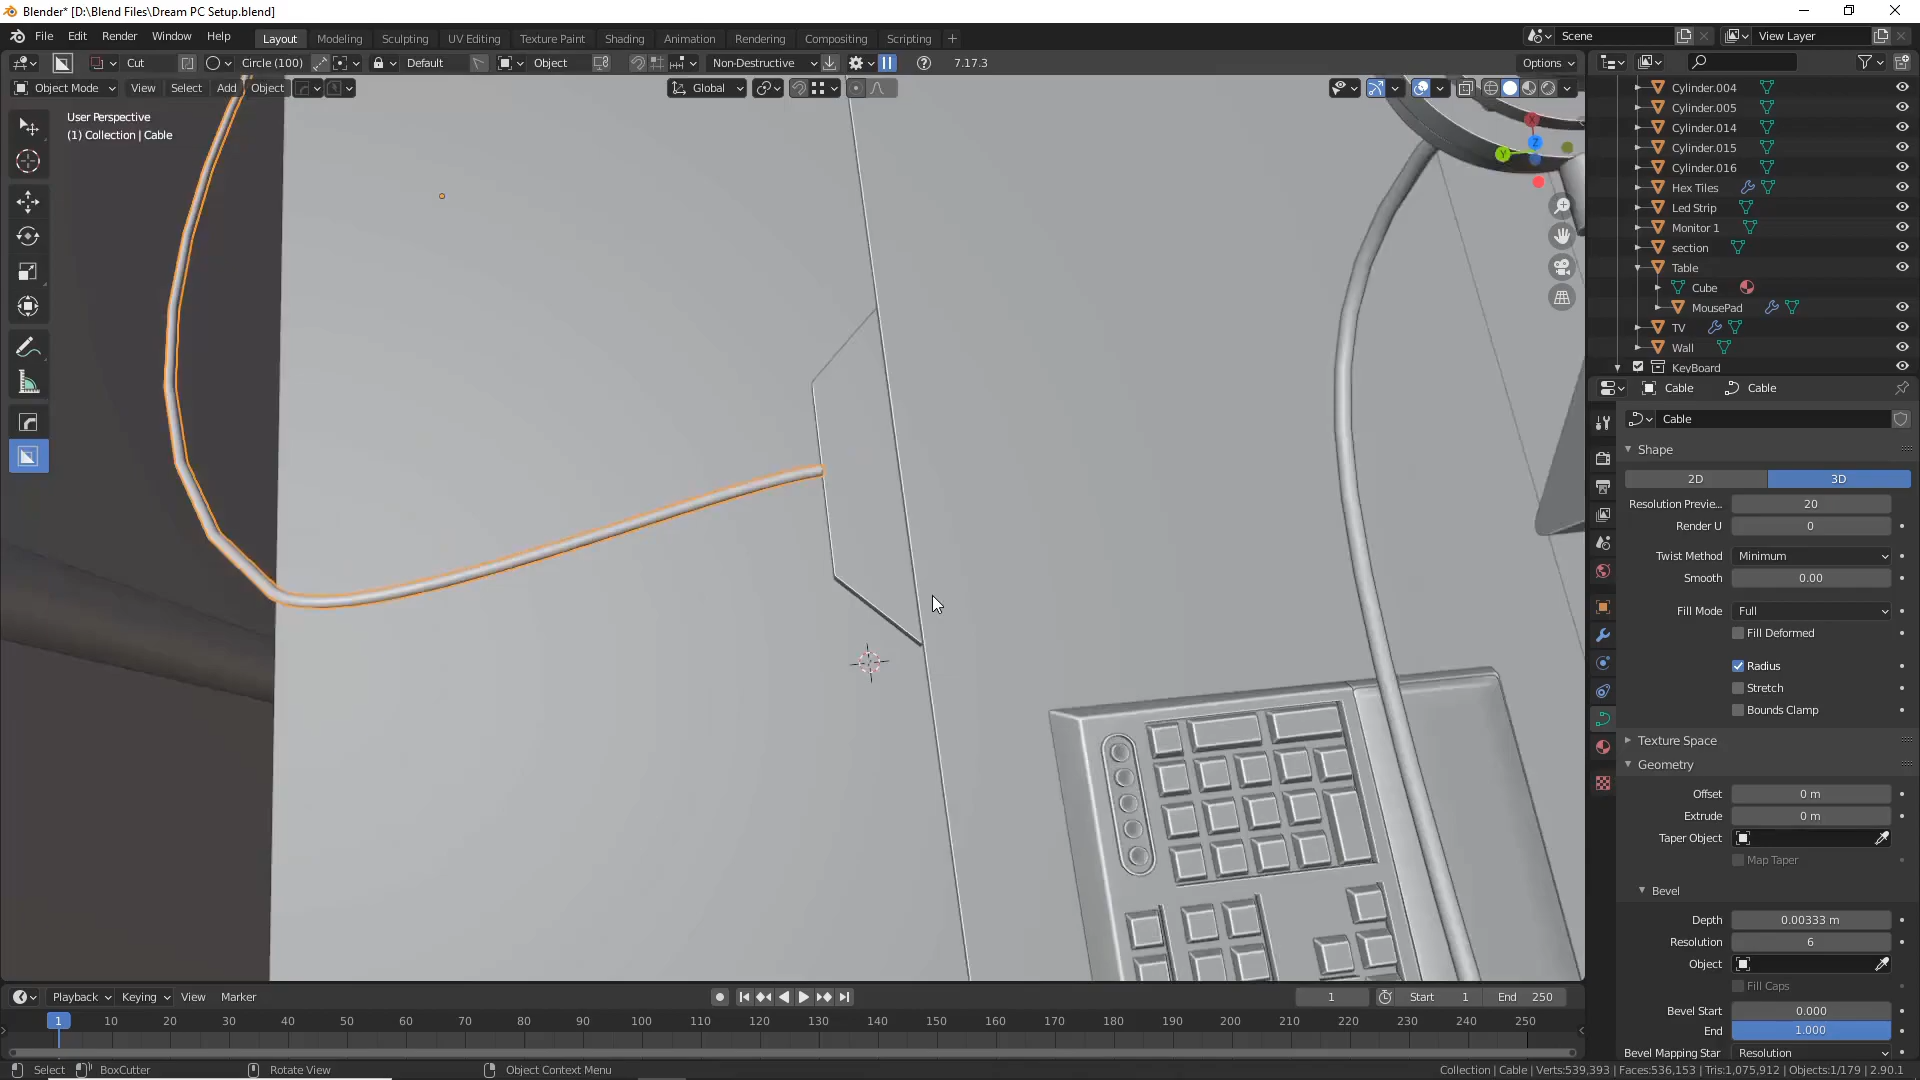 Blender* [D:\Blend Files\Dream PC Setup.blend]
File Edit Render Window Help
Layout Modeling Sculpting UV Editing Texture Paint Shading Animation Rendering Compositing Scripting +
Scene
View Layer
Cut
Circle (100)
Default
Object
Non-Destructive
7.17.3
Options
Object Mode View Select Add Object
Global
User Perspective
(1) Collection | Cable
X
Y
Z
Cylinder.004
Cylinder.005
Cylinder.014
Cylinder.015
Cylinder.016
Hex Tiles
Led Strip
Monitor 1
section
Table
Cube
MousePad
TV
Wall
KeyBoard
Cable Cable
Cable
Shape
2D 3D
Resolution Previe... 20
Render U 0
Twist Method Minimum
Smooth 0.00
Fill Mode Full
Fill Deformed
Radius
Stretch
Bounds Clamp
Texture Space
Geometry
Offset 0 m
Extrude 0 m
Taper Object
Map Taper
Bevel
Depth 0.00333 m
Resolution 6
Object
Fill Caps
Bevel Start 0.000
End 1.000
Bevel Mapping Star Resolution
Playback Keying View Marker
1
Start 1
End 250
1 10 20 30 40 50 60 70 80 90 100 110 120 130 140 150 160 170 180 190 200 210 220 230 240 250
Select
BoxCutter
Rotate View
Object Context Menu
Collection | Cable | Verts:539,393 | Faces:536,153 | Tris:1,075,912 | Objects:1/179 | 2.90.1